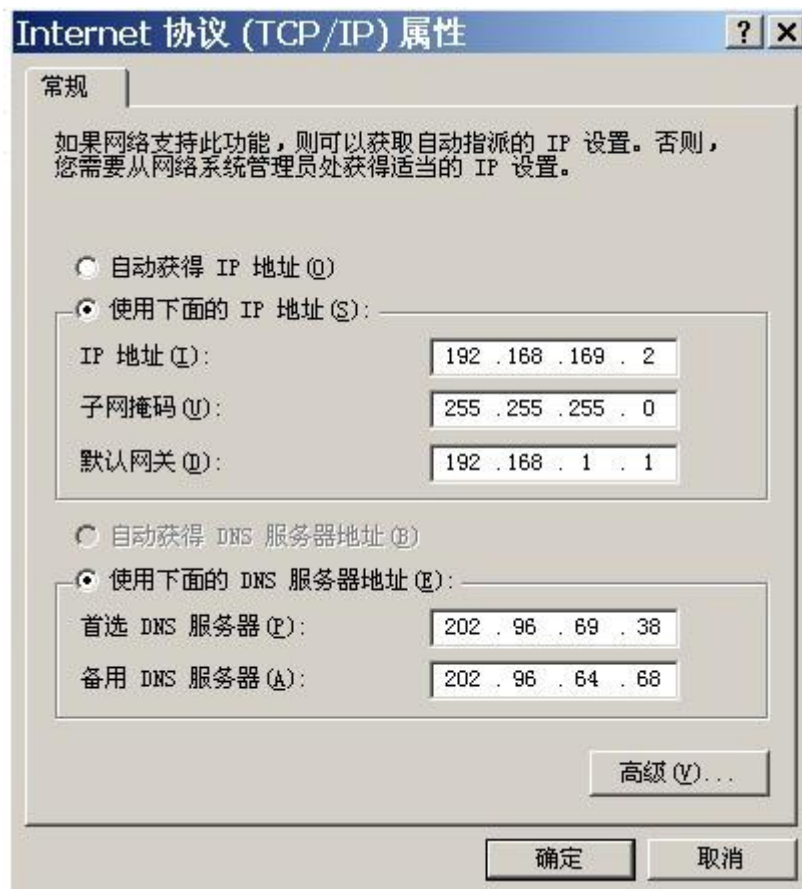 Internet 协议 (TCP/IP) 属性
常规
如果网络支持此功能，则可以获取自动指派的 IP 设置。否则，
您需要从网络系统管理员处获得适当的 IP 设置。
自动获得 IP 地址(O)
使用下面的 IP 地址(S):
IP 地址(I): 192 .168 .169 . 2
子网掩码(U): 255 .255 .255 . 0
默认网关(D): 192 .168 . 1 . 1
自动获得 DNS 服务器地址(B)
使用下面的 DNS 服务器地址(E):
首选 DNS 服务器(P): 202 . 96 . 69 . 38
备用 DNS 服务器(A): 202 . 96 . 64 . 68
高级(V)...
确定 取消